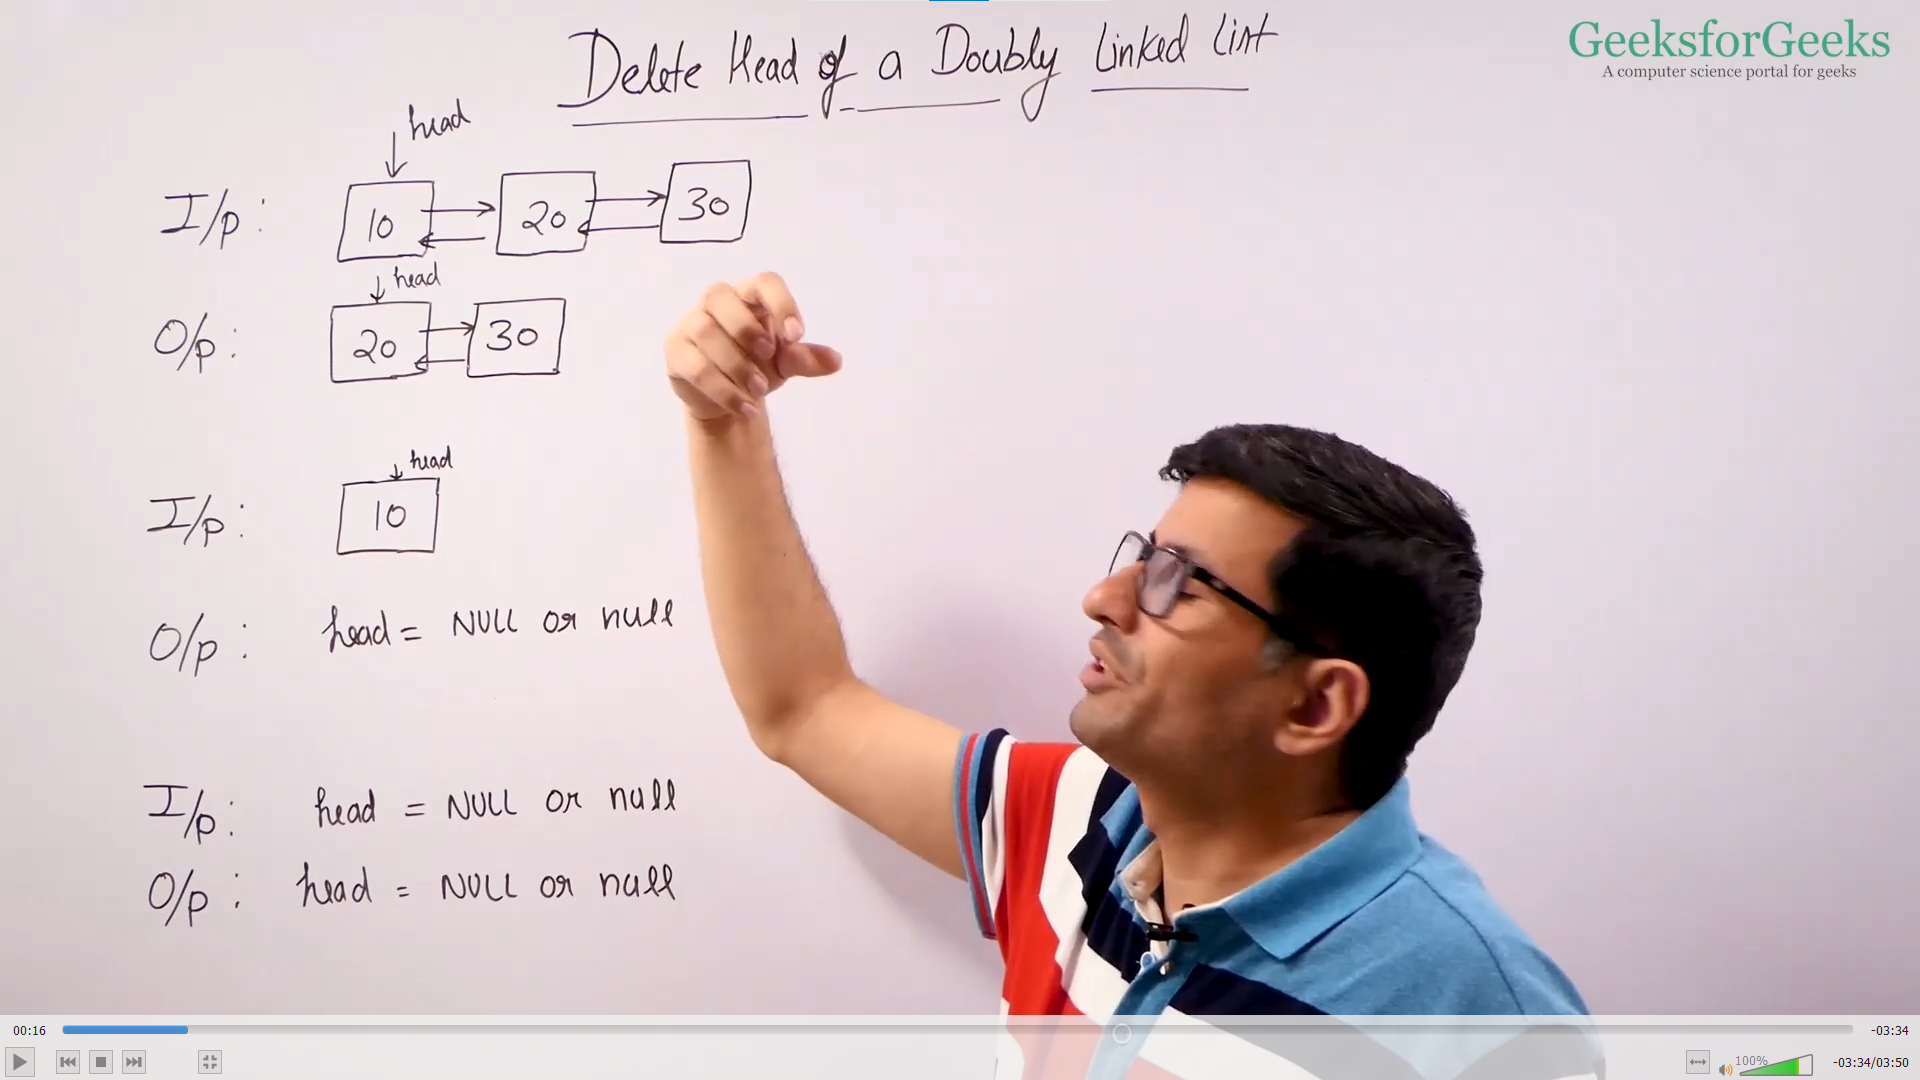 Delete Head of a Doubly Linked List
GeeksforGeeks
A computer science portal for geeks
head
I/p: 10 20 30
head
O/p: 20 30
head
I/p: 10
O/p: head = NULL or null
I/p: head = NULL or null
O/p: head = NULL or null
00:16
-03:34
100%
-03:34/03:50